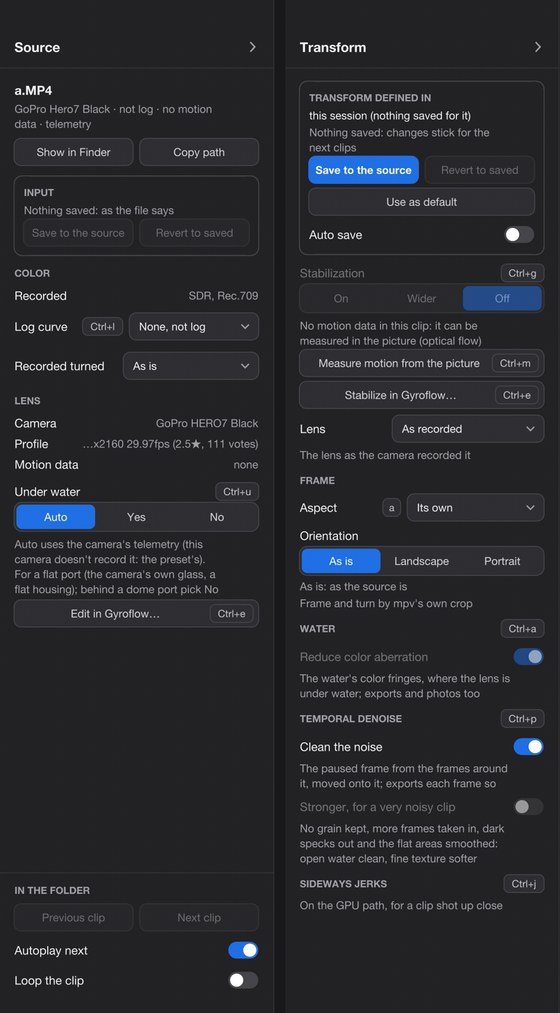 Source
a.MP4
GoPro Hero7 Black · not log · no motion
data · telemetry
Show in Finder
Copy path
INPUT
Nothing saved: as the file says
Save to the source
Revert to saved
COLOR
Recorded
SDR, Rec.709
Log curve
Ctrl+l
None, not log
Recorded turned
As is
LENS
Camera
GoPro HERO7 Black
Profile
…x2160 29.97fps (2.5★, 111 votes)
Motion data
none
Under water
Ctrl+u
Auto
Yes
No
Auto uses the camera's telemetry (this
camera doesn't record it: the preset's).
For a flat port (the camera's own glass, a
flat housing); behind a dome port pick No
Edit in Gyroflow…
Ctrl+e
IN THE FOLDER
Previous clip
Next clip
Autoplay next
Loop the clip
Transform
TRANSFORM DEFINED IN
this session (nothing saved for it)
Nothing saved: changes stick for the
next clips
Save to the source
Revert to saved
Use as default
Auto save
Stabilization
Ctrl+g
On
Wider
Off
No motion data in this clip: it can be
measured in the picture (optical flow)
Measure motion from the picture
Ctrl+m
Stabilize in Gyroflow…
Ctrl+e
Lens
As recorded
The lens as the camera recorded it
FRAME
Aspect
a
Its own
Orientation
As is
Landscape
Portrait
As is: as the source is
Frame and turn by mpv's own crop
WATER
Ctrl+a
Reduce color aberration
The water's color fringes, where the lens is
under water; exports and photos too
TEMPORAL DENOISE
Ctrl+p
Clean the noise
The paused frame from the frames around
it, moved onto it; exports each frame so
Stronger, for a very noisy clip
No grain kept, more frames taken in, dark
specks out and the flat areas smoothed:
open water clean, fine texture softer
SIDEWAYS JERKS
Ctrl+j
On the GPU path, for a clip shot up close